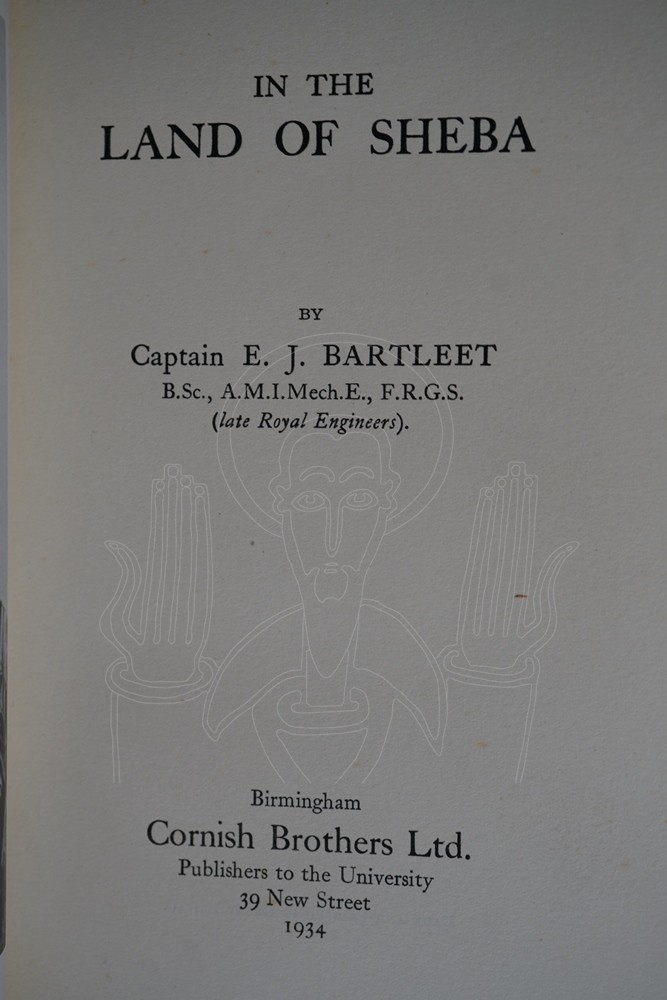 IN THE
LAND OF SHEBA
BY
Captain E. J. BARTLEET
B.Sc., A.M.I.Mech.E., F.R.G.S.
(late Royal Engineers).
Birmingham
Cornish Brothers Ltd.
Publishers to the University
39 New Street
1934